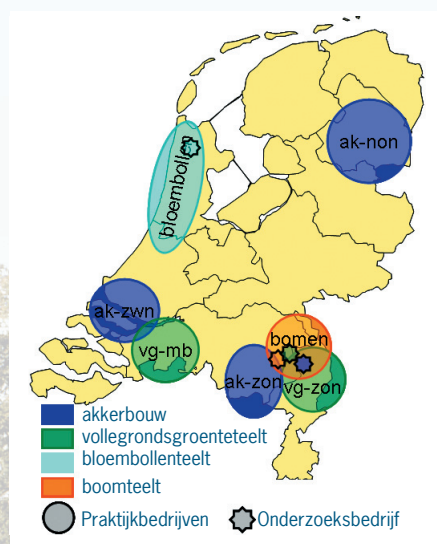 ak-non
bloembollen
ak-zwn
vg-mb
bomen
ak-zon
vg-zon
akkerbouw
vollegrondsgroenteteelt
bloembollenteelt
boomteelt
Praktijkbedrijven
Onderzoeksbedrijf